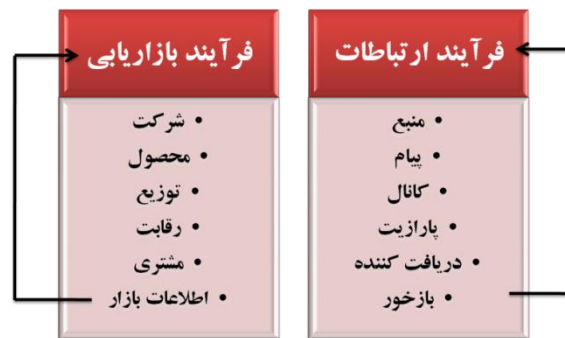 فرآیند ارتباطات
• منبع
• پیام
• کانال
• پارازیت
• دریافت کننده
• بازخور
فرآیند بازاریابی
• شرکت
• محصول
• توزیع
• رقابت
• مشتری
• اطلاعات بازار